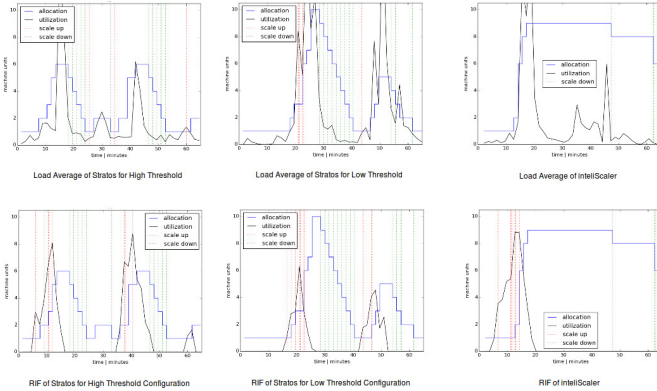 allocation
utilization
scale up
scale down
machine units
time | minutes
Load Average of Stratos for High Threshold
allocation
utilization
scale up
scale down
machine units
time | minutes
Load Average of Stratos for Low Threshold
allocation
utilization
scale down
machine units
time | minutes
Load Average of inteliScaler
allocation
utilization
scale up
scale down
machine units
time | minutes
RIF of Stratos for High Threshold Configuration
allocation
utilization
scale up
scale down
machine units
time | minutes
RIF of Stratos for Low Threshold Configuration
allocation
utilization
scale up
scale down
machine units
time | minutes
RIF of inteliScaler